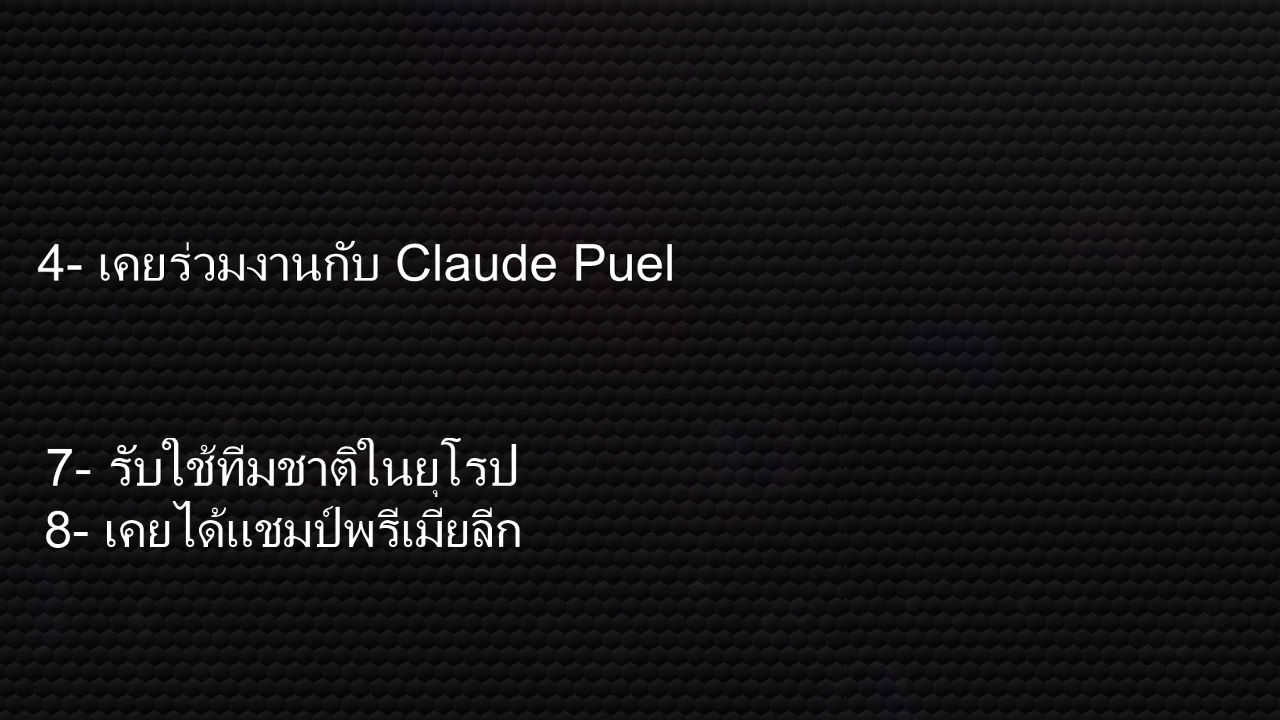 4- เคยร่วมงานกับ Claude Puel
7- รับใช้ทีมชาติในยุโรป
8- เคยได้แชมป์พรีเมี่ยลีก